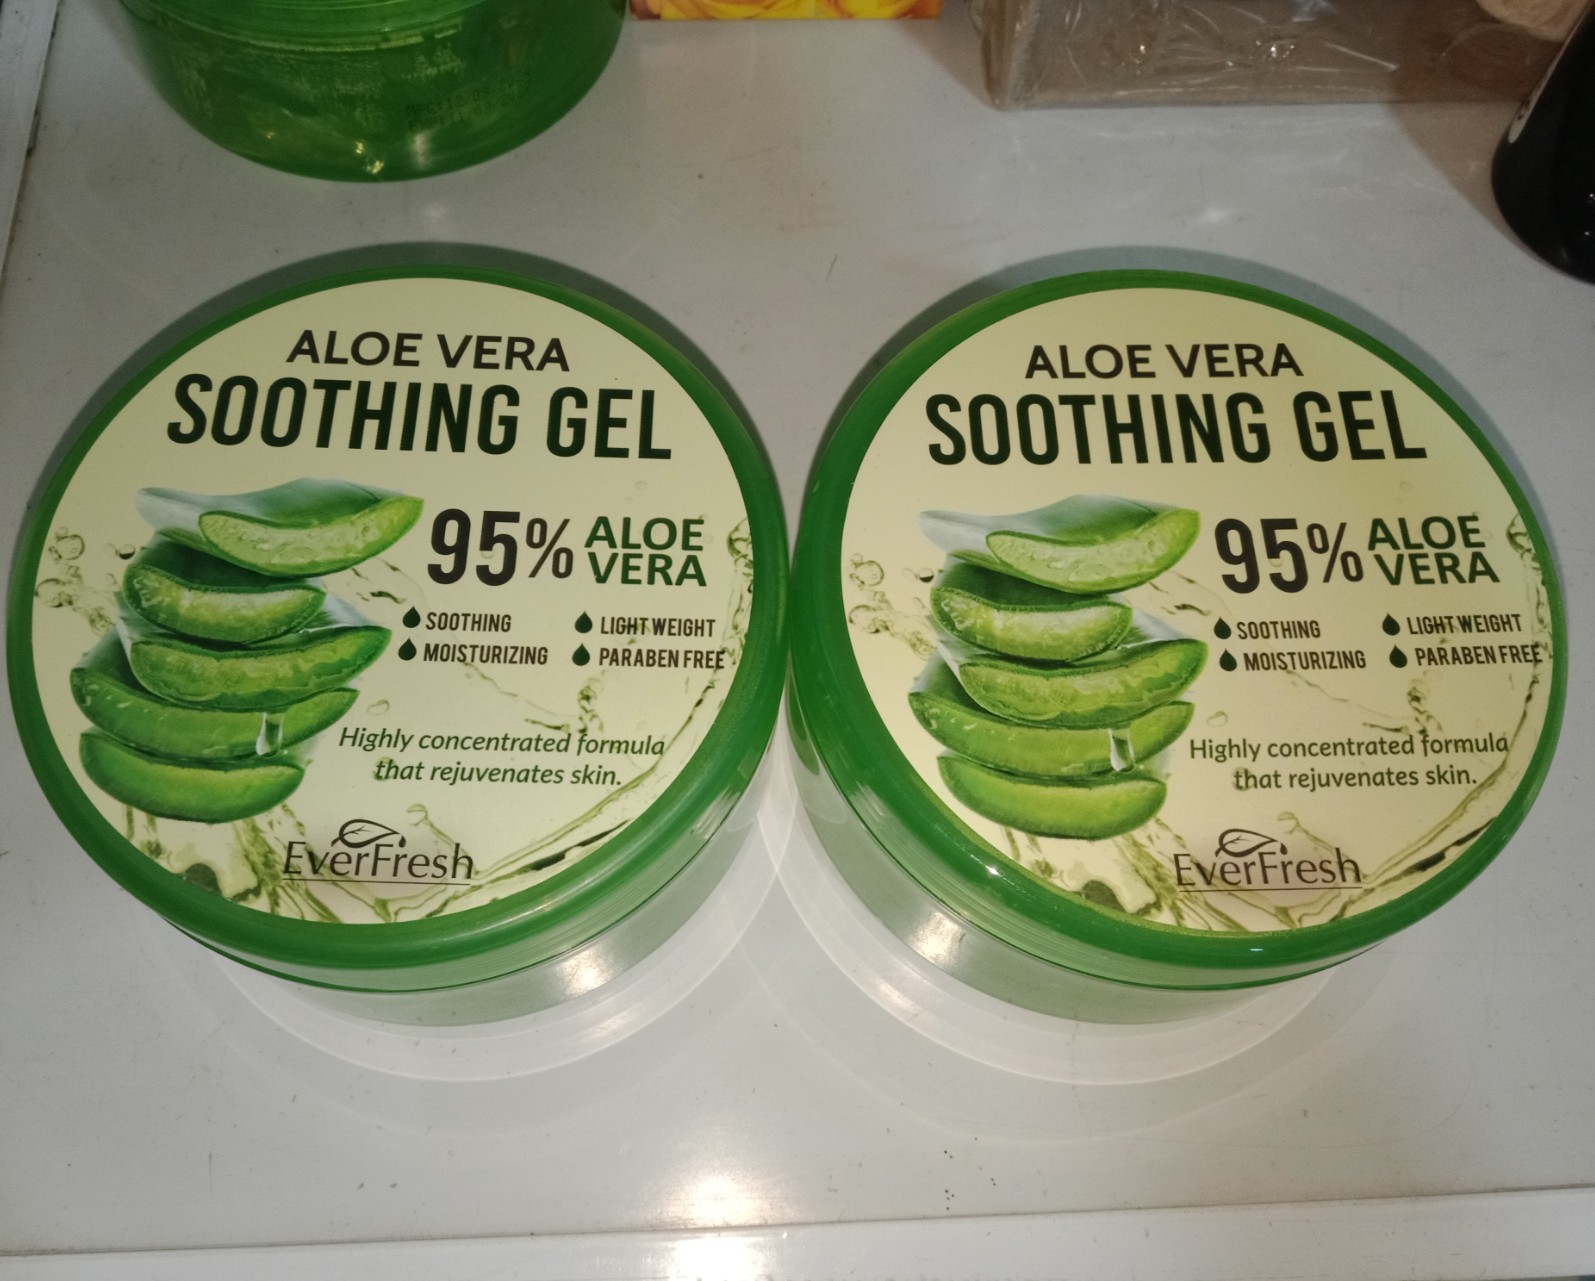 ALOE VERA
SOOTHING GEL
95% ALOE
VERA
SOOTHING
LIGHT WEIGHT
MOISTURIZING
PARABEN FREE
Highly concentrated formula
that rejuvenates skin.
EverFresh
ALOE VERA
SOOTHING GEL
95% ALOE
VERA
SOOTHING
LIGHT WEIGHT
MOISTURIZING
PARABEN FREE
Highly concentrated formula
that rejuvenates skin.
EverFresh